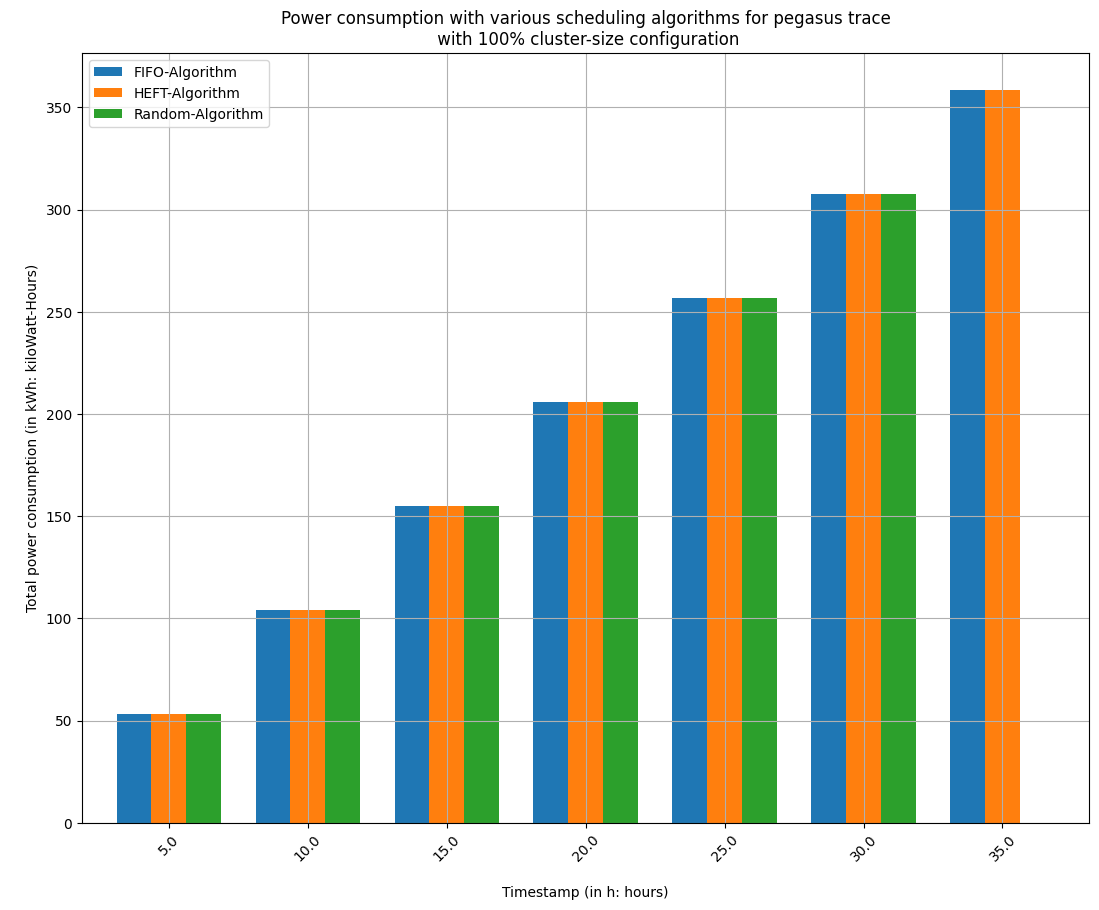 Power consumption with various scheduling algorithms for pegasus trace
with 100% cluster-size configuration
FIFO-Algorithm
HEFT-Algorithm
Random-Algorithm
Total power consumption (in kWh: kiloWatt-Hours)
350
300
250
200
150
100
50
0
5.0
10.0
15.0
20.0
25.0
30.0
35.0
Timestamp (in h: hours)